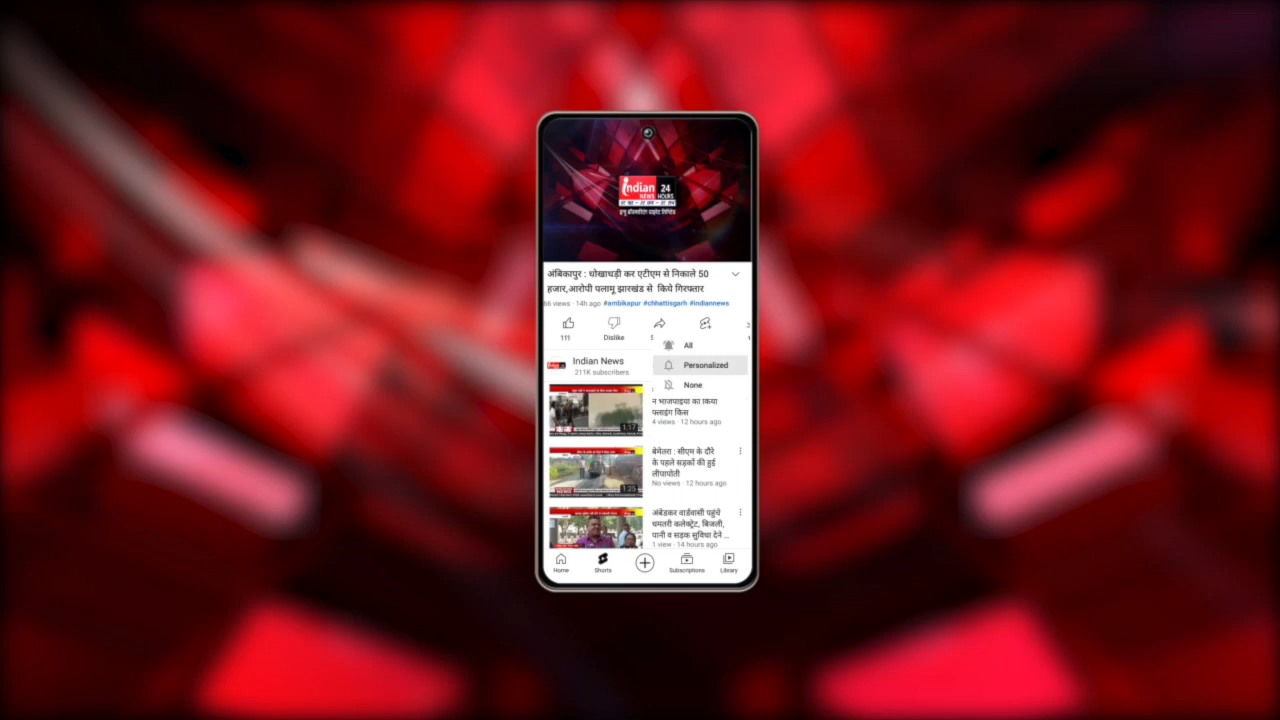 Indian
NEWS
24
HOURS
अंबिकापुर : धोखाधड़ी कर एटीएम से निकाले 50
हजार,आरोपी पलामू झारखंड से किये गिरफ्तार
66 views · 14h ago #ambikapur #chhattisgarh #indiannews
111
Dislike
All
Indian News
211K subscribers
Personalized
None
न भाजपाइयों को किया
फ्लाइंग किस
4 views · 12 hours ago
1:17
बेमेतरा : सीएम के दौरे
के पहले सड़कों की हुई
लीपापोती
No views · 12 hours ago
1:25
अंबेडकर वार्डवासी पहुंचे
धमतरी कलेक्ट्रेट, बिजली,
पानी व सड़क सुविधा देने ...
1 view · 14 hours ago
Home
Shorts
Subscriptions
Library